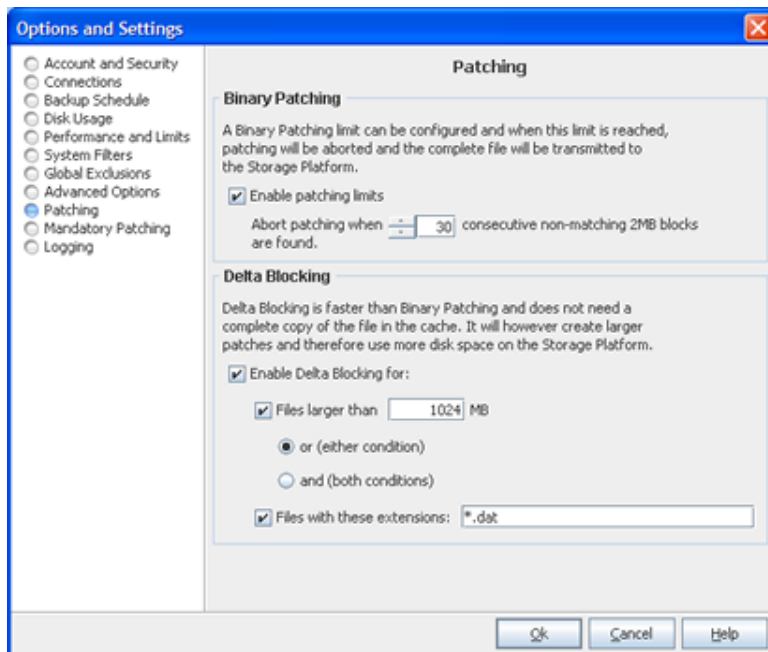 Options and Settings
Account and Security
Connections
Backup Schedule
Disk Usage
Performance and Limits
System Filters
Global Exclusions
Advanced Options
Patching
Mandatory Patching
Logging
Patching
Binary Patching
A Binary Patching limit can be configured and when this limit is reached,
patching will be aborted and the complete file will be transmitted to
the Storage Platform.
Enable patching limits
Abort patching when 30 consecutive non-matching 2MB blocks
are found.
Delta Blocking
Delta Blocking is faster than Binary Patching and does not need a
complete copy of the file in the cache. It will however create larger
patches and therefore use more disk space on the Storage Platform.
Enable Delta Blocking for:
Files larger than 1024 MB
or (either condition)
and (both conditions)
Files with these extensions: *.dat
Ok Cancel Help